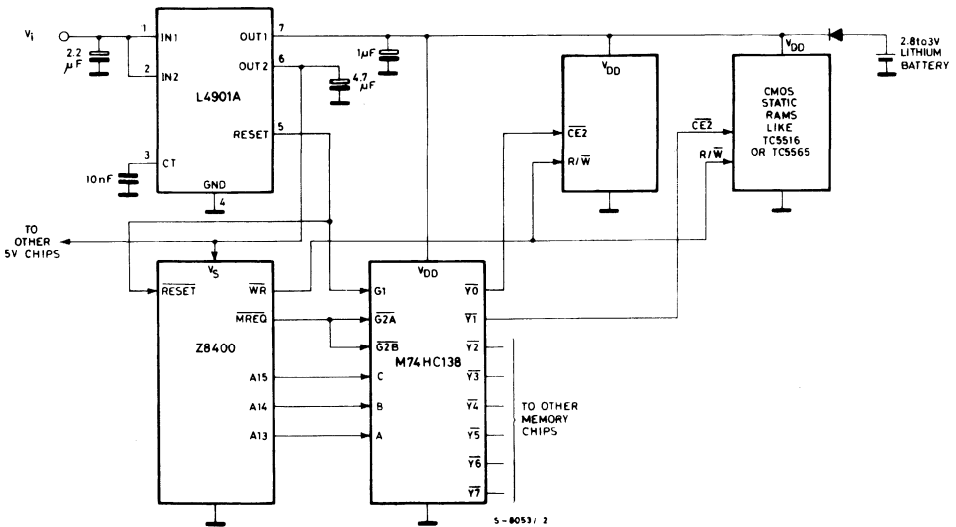 Vi
2.2
µF
1
IN1
2
IN2
L4901A
OUT1
7
OUT2
6
RESET
5
3
CT
10nF
GND
4
1µF
4.7
µF
VDD
CE2
R/W
VDD
2.8to3V
LITHIUM
BATTERY
CMOS
STATIC
RAMS
LIKE
TC5516
OR TC5565
CE2
R/W
TO
OTHER
5V CHIPS
VS
RESET
WR
MREQ
Z8400
A15
A14
A13
VDD
G1
G2A
G2B
M74HC138
C
B
A
Y0
Y1
Y2
Y3
Y4
Y5
Y6
Y7
TO OTHER
MEMORY
CHIPS
S-8053/2